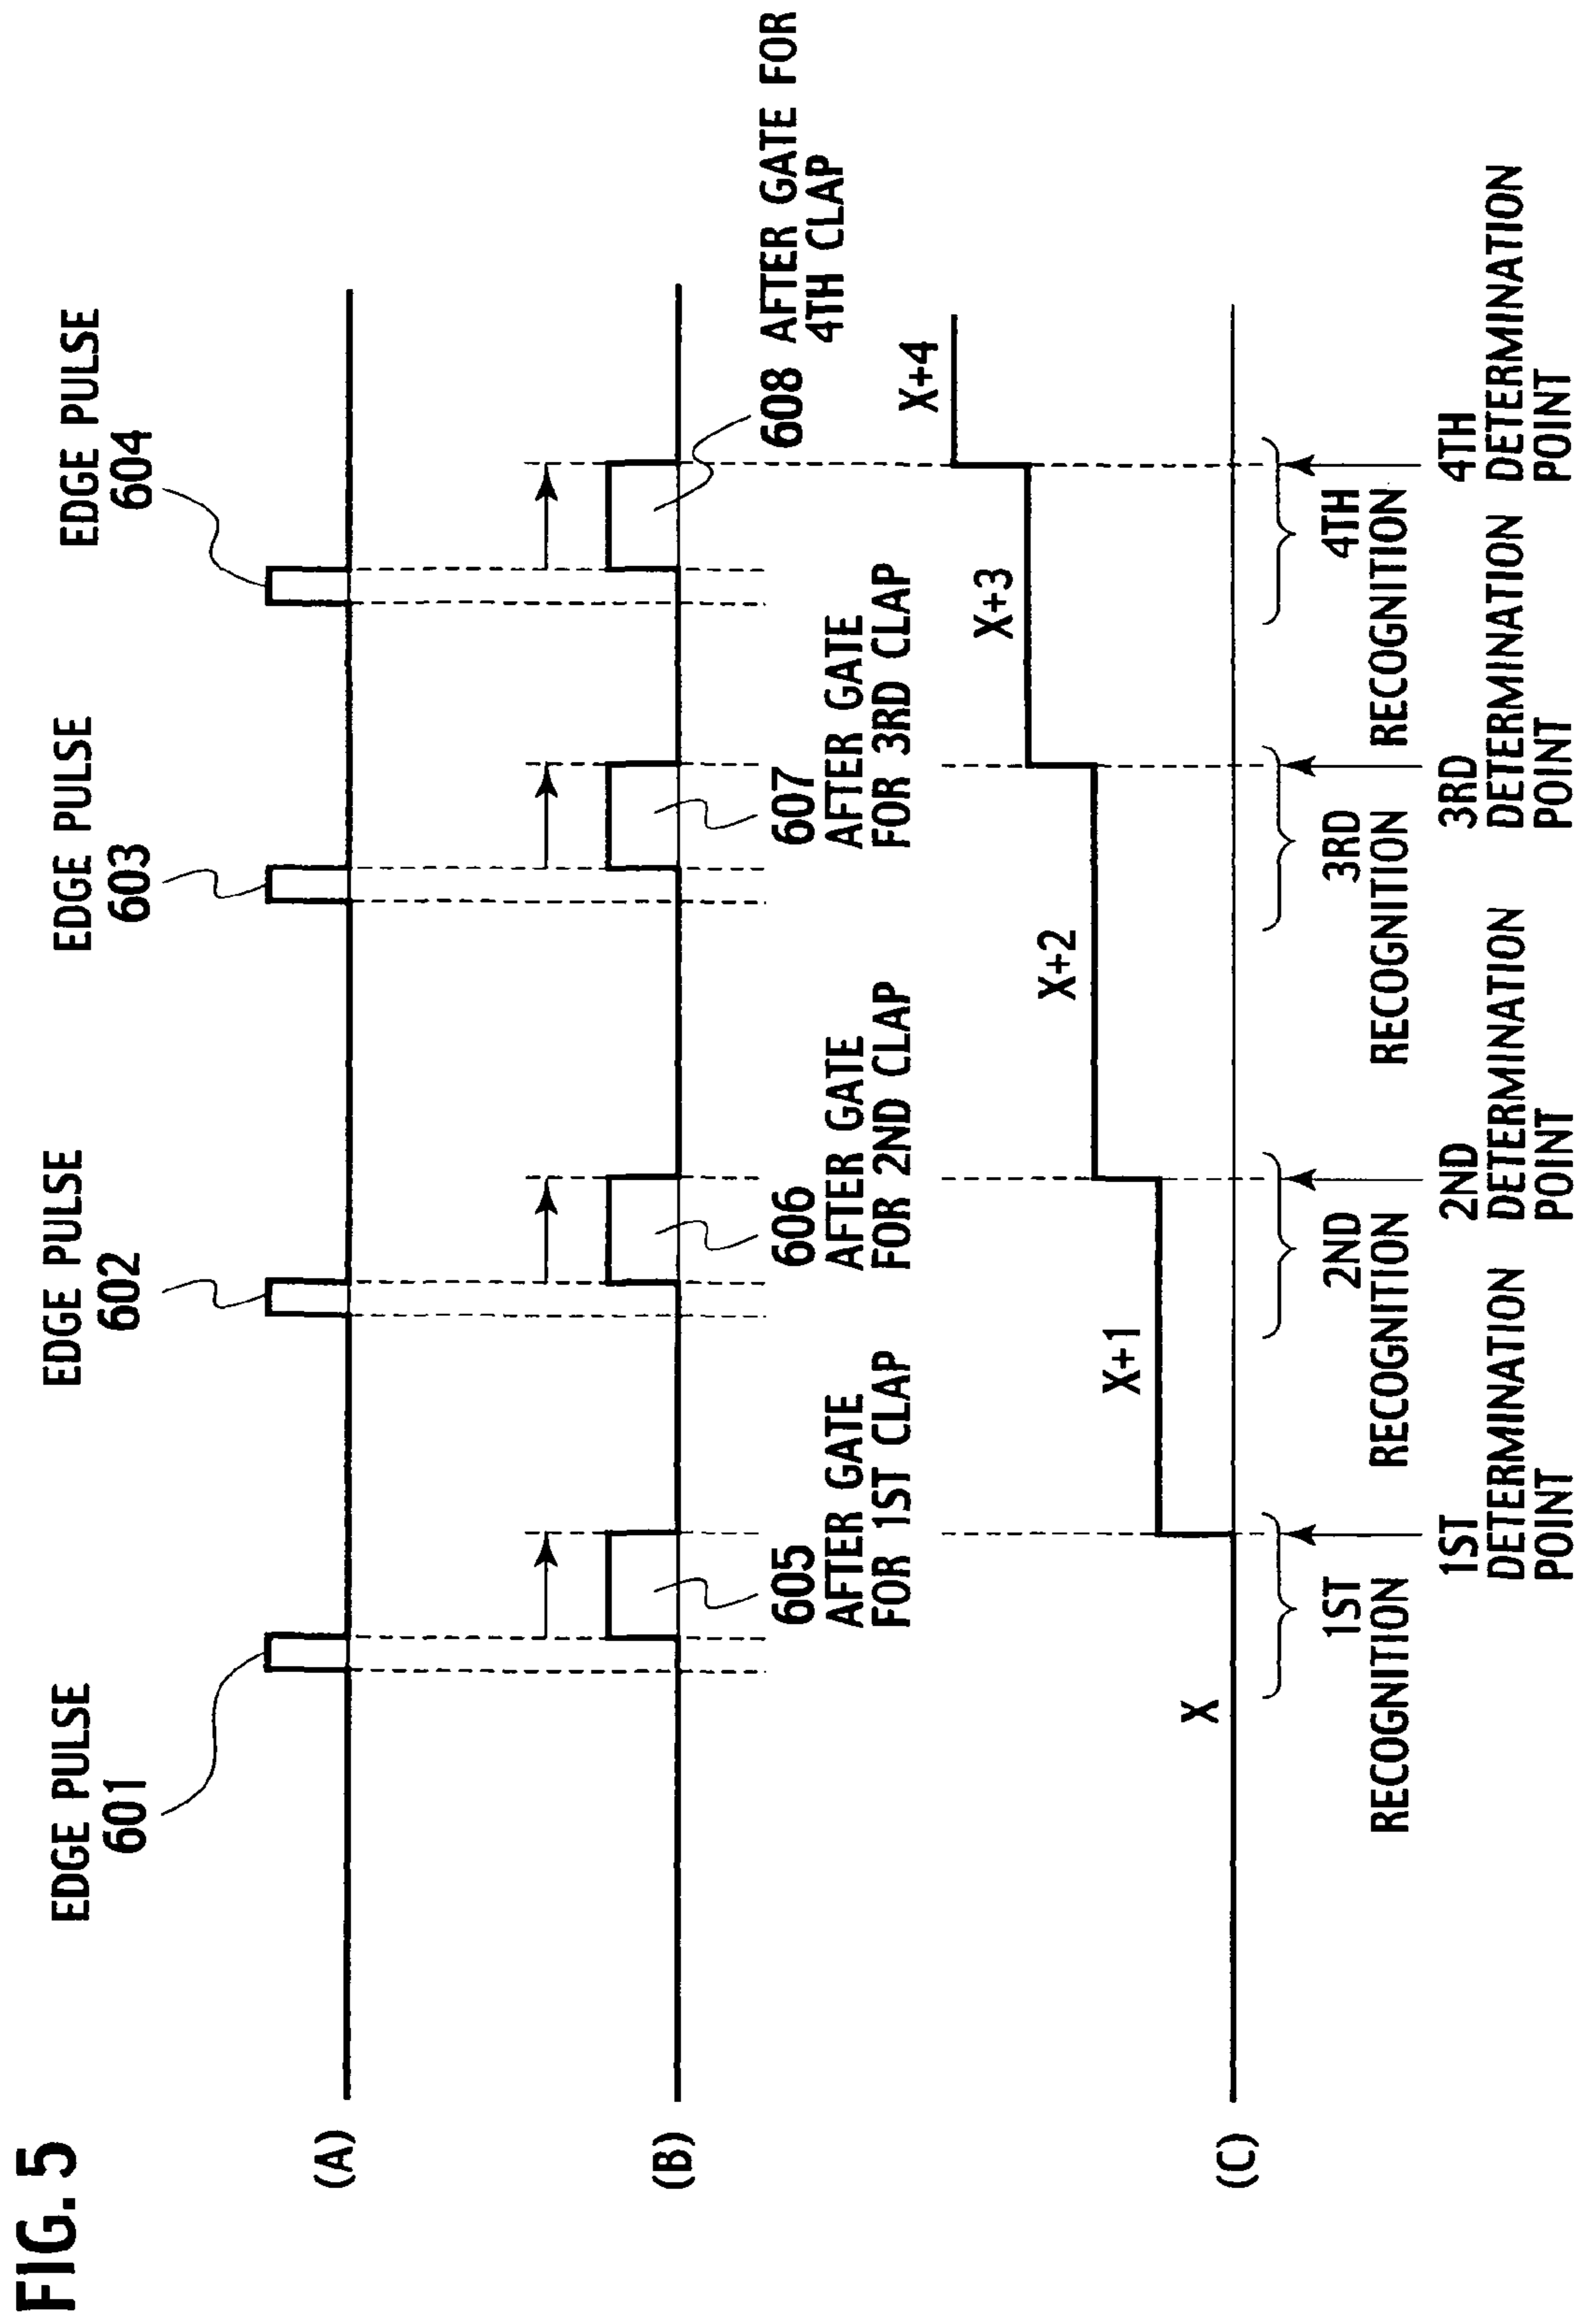 FIG. 5
(A)
EDGE PULSE
601
EDGE PULSE
602
EDGE PULSE
603
EDGE PULSE
604
(B)
605
AFTER GATE
FOR 1ST CLAP
606
AFTER GATE
FOR 2ND CLAP
607
AFTER GATE
FOR 3RD CLAP
608 AFTER GATE FOR
4TH CLAP
(C)
X
X+1
X+2
X+3
X+4
1ST
RECOGNITION
2ND
RECOGNITION
3RD
RECOGNITION
4TH
RECOGNITION
1ST
DETERMINATION
POINT
2ND
DETERMINATION
POINT
3RD
DETERMINATION
POINT
4TH
DETERMINATION
POINT